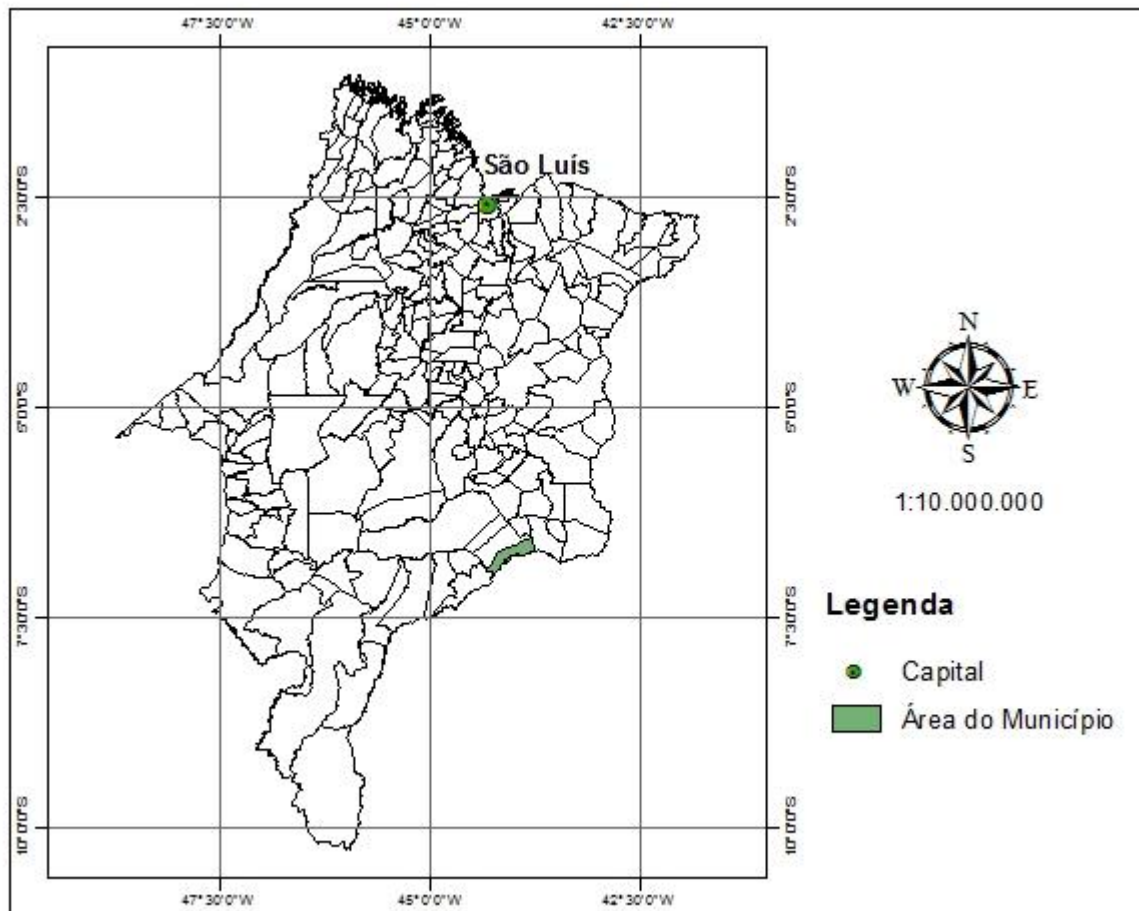 47°30'0"W 45°0'0"W 42°30'0"W
São Luís
2°30'0"S 2°30'0"S
5°0'0"S 5°0'0"S
N
W E
S
1:10.000.000
7°30'0"S 7°30'0"S
Legenda
Capital
Área do Município
10°0'0"S 10°0'0"S
47°30'0"W 45°0'0"W 42°30'0"W